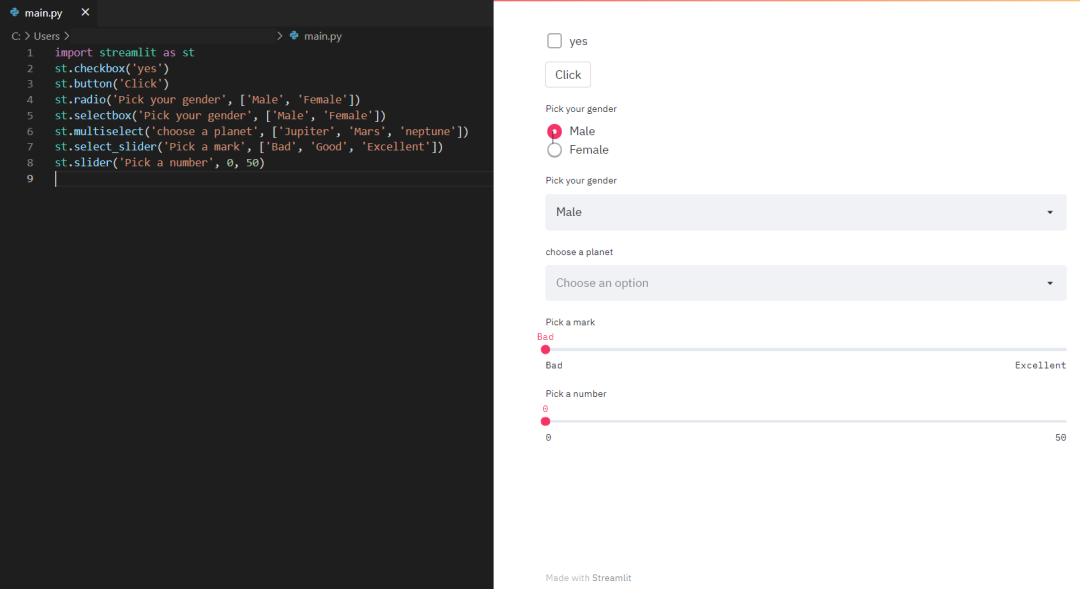 main.py
C: > Users > > main.py
1 import streamlit as st
2 st.checkbox('yes')
3 st.button('Click')
4 st.radio('Pick your gender', ['Male', 'Female'])
5 st.selectbox('Pick your gender', ['Male', 'Female'])
6 st.multiselect('choose a planet', ['Jupiter', 'Mars', 'neptune'])
7 st.select_slider('Pick a mark', ['Bad', 'Good', 'Excellent'])
8 st.slider('Pick a number', 0, 50)
9
yes
Click
Pick your gender
Male
Female
Pick your gender
Male
choose a planet
Choose an option
Pick a mark
Bad
Bad Excellent
Pick a number
0
0 50
Made with Streamlit